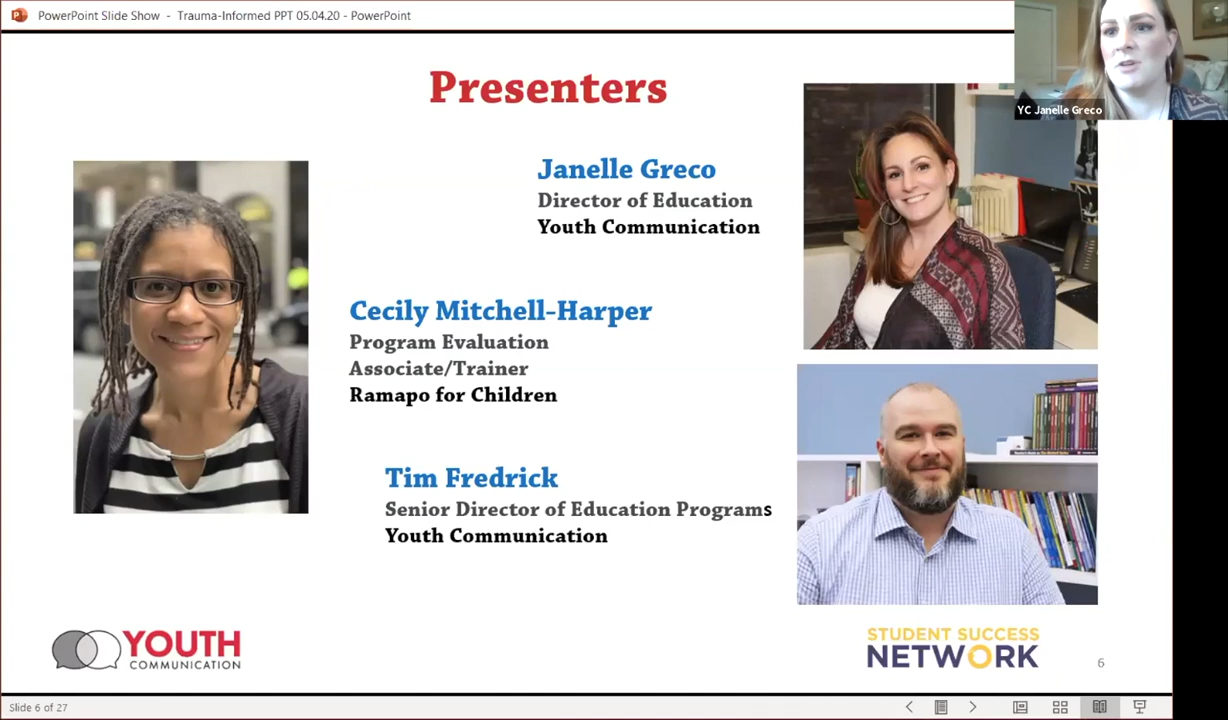 PowerPoint Slide Show - Trauma-Informed PPT 05.04.20 - PowerPoint
YC Janelle Greco
Presenters
Janelle Greco
Director of Education
Youth Communication
Cecily Mitchell-Harper
Program Evaluation
Associate/Trainer
Ramapo for Children
Tim Fredrick
Senior Director of Education Programs
Youth Communication
YOUTH
COMMUNICATION
STUDENT SUCCESS
NETWORK
6
Slide 6 of 27